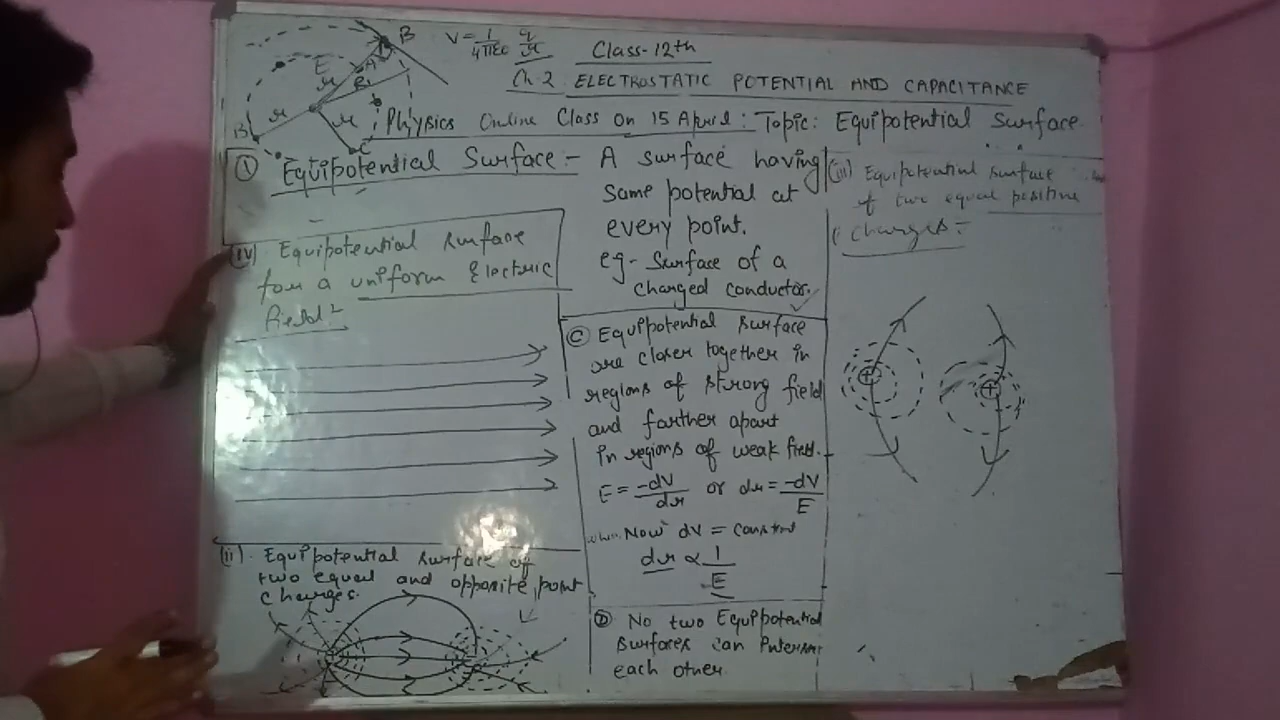 B
V = 1/4πε₀ q/r
Class-12th
Ch.2 ELECTROSTATIC POTENTIAL AND CAPACITANCE
E
A
r
R₁
r
r
B
C
Physics Online Class on 15 April: Topic: Equipotential Surface
① Equipotential Surface - A surface having
same potential at
every point.
eg- Surface of a
charged conductor.
(iv) Equipotential surface
for a uniform Electric
field
(iii) Equipotential surface
of two equal positive
charges:-
© Equipotential surface
are closer together in
regions of strong field
and farther apart
in regions of weak field.
E = -dV/dr or dr = -dV/E
Now dV = constant
dr ∝ 1/E
(ii) Equipotential surface of
two equal and opposite point
charges.
Ⓓ No two Equipotential
surfaces can intersect
each other
+
+